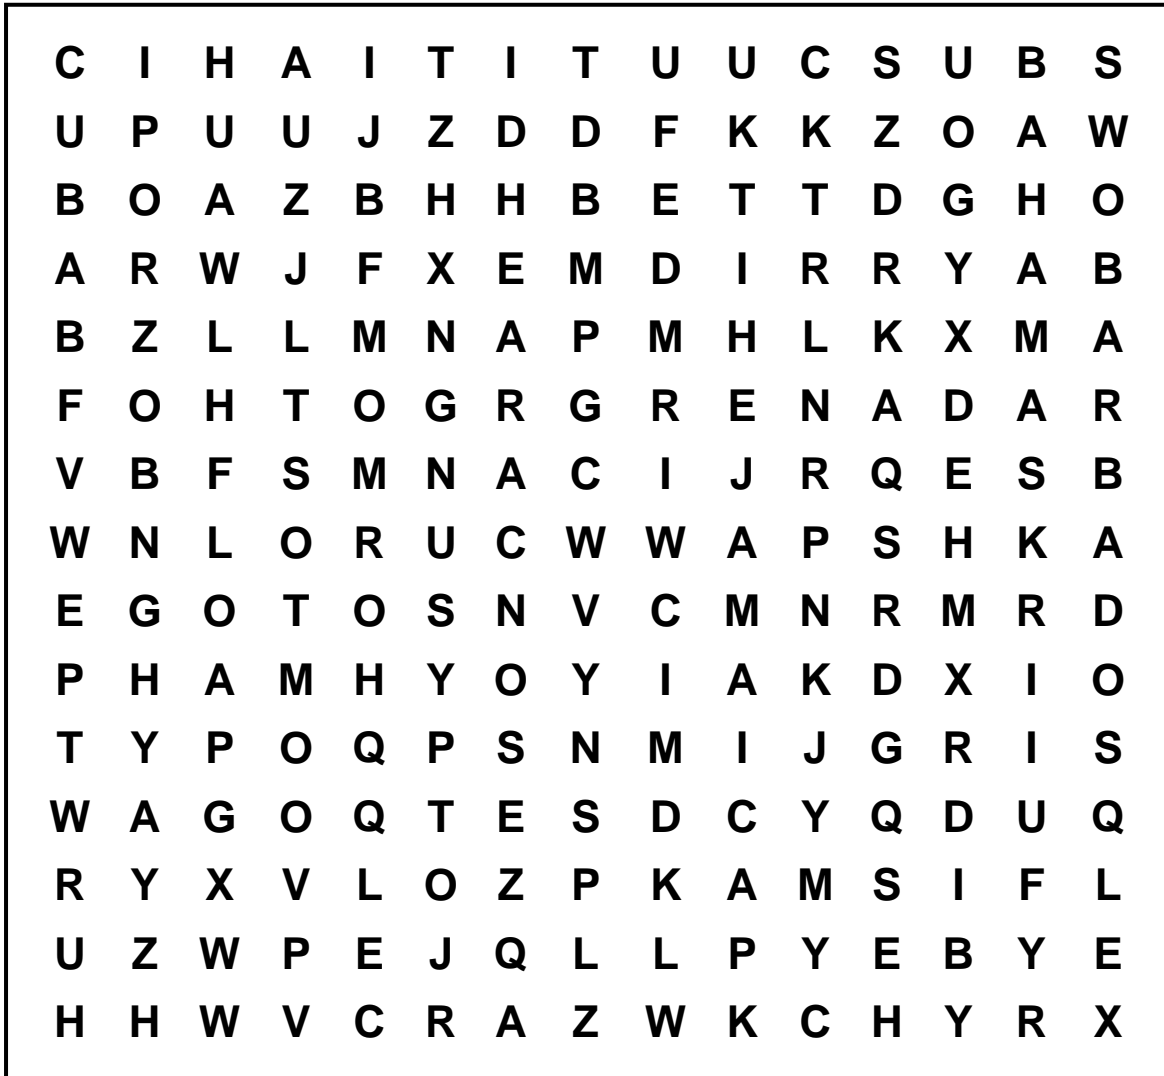 C I H A I T I T U U C S U B S
U P U U J Z D D F K K Z O A W
B O A Z B H H B E T T D G H O
A R W J F X E M D I R R Y A B
B Z L L M N A P M H L K X M A
F O H T O G R G R E N A D A R
V B F S M N A C I J R Q E S B
W N L O R U C W W A P S H K A
E G O T O S N V C M N R M R D
P H A M H Y O Y I A K D X I O
T Y P O Q P S N M I J G R I S
W A G O Q T E S D C Y Q D U Q
R Y X V L O Z P K A M S I F L
U Z W P E J Q L L P Y E B Y E
H H W V C R A Z W K C H Y R X